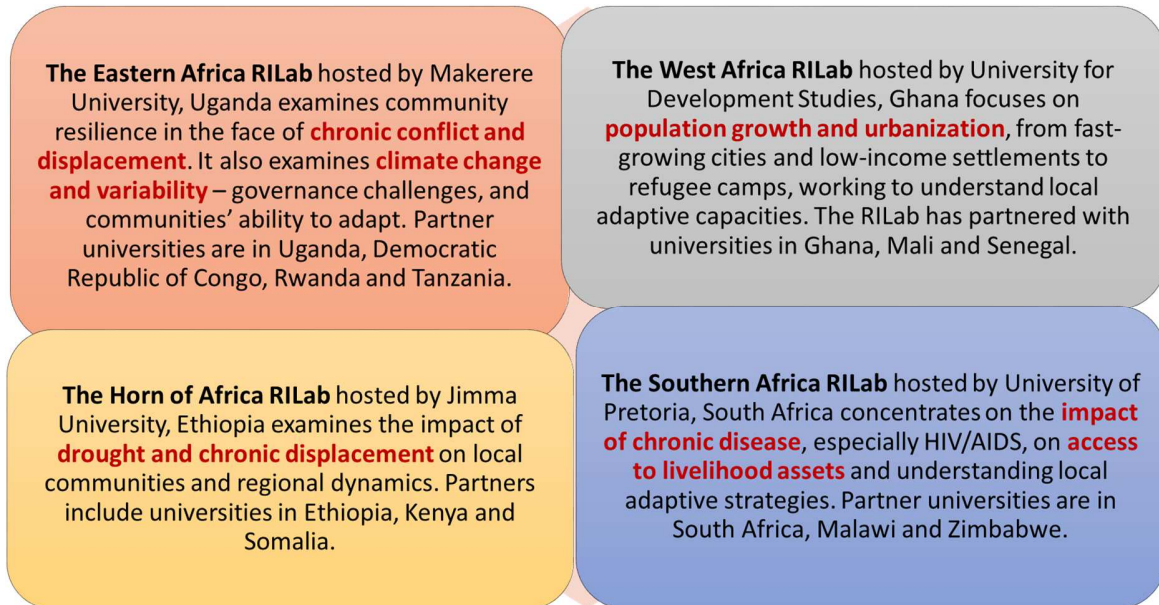 The Eastern Africa RILab hosted by Makerere
University, Uganda examines community
resilience in the face of chronic conflict and
displacement. It also examines climate change
and variability – governance challenges, and
communities' ability to adapt. Partner
universities are in Uganda, Democratic
Republic of Congo, Rwanda and Tanzania.
The West Africa RILab hosted by University for
Development Studies, Ghana focuses on
population growth and urbanization, from fast-
growing cities and low-income settlements to
refugee camps, working to understand local
adaptive capacities. The RILab has partnered with
universities in Ghana, Mali and Senegal.
The Horn of Africa RILab hosted by Jimma
University, Ethiopia examines the impact of
drought and chronic displacement on local
communities and regional dynamics. Partners
include universities in Ethiopia, Kenya and
Somalia.
The Southern Africa RILab hosted by University of
Pretoria, South Africa concentrates on the impact
of chronic disease, especially HIV/AIDS, on access
to livelihood assets and understanding local
adaptive strategies. Partner universities are in
South Africa, Malawi and Zimbabwe.